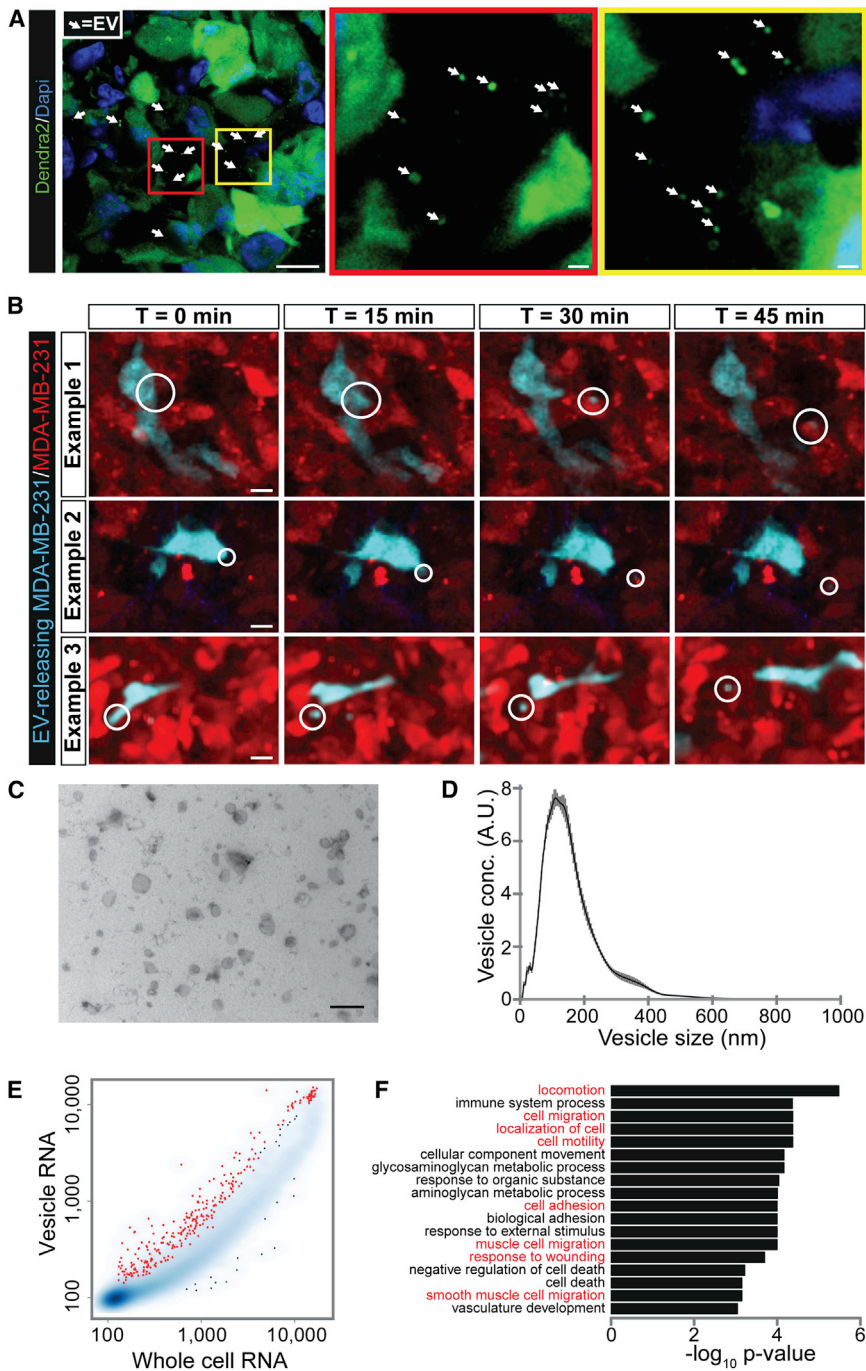 A
=EV
Dendra2/Dapi
B
T = 0 min
T = 15 min
T = 30 min
T = 45 min
EV-releasing MDA-MB-231/MDA-MB-231
Example 1
Example 2
Example 3
C
D
Vesicle conc. (A.U.)
8
6
4
2
0
0
200
400
600
800
1000
Vesicle size (nm)
E
Vesicle RNA
10,000
1,000
100
100
1,000
10,000
Whole cell RNA
F
locomotion
immune system process
cell migration
localization of cell
cell motility
cellular component movement
glycosaminoglycan metabolic process
response to organic substance
aminoglycan metabolic process
cell adhesion
biological adhesion
response to external stimulus
muscle cell migration
response to wounding
negative regulation of cell death
cell death
smooth muscle cell migration
vasculature development
0
2
4
6
-log10 p-value